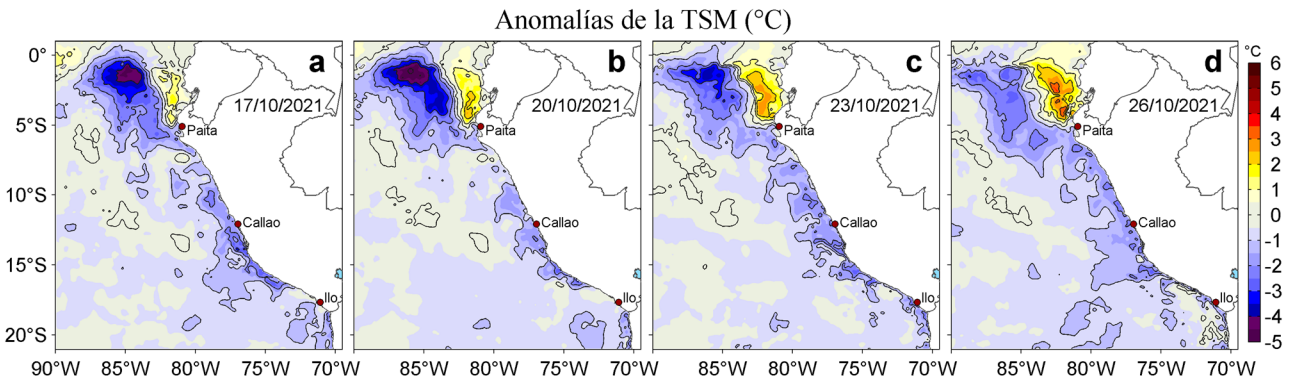 Anomalías de la TSM (°C)
a
b
c
d
°C
17/10/2021
20/10/2021
23/10/2021
26/10/2021
0°
5°S
10°S
15°S
20°S
Paita
Callao
Ilo
Paita
Callao
Ilo
Paita
Callao
Ilo
Paita
Callao
Ilo
6
5
4
3
2
1
0
-1
-2
-3
-4
-5
90°W 85°W 80°W 75°W 70°W 85°W 80°W 75°W 70°W 85°W 80°W 75°W 70°W 85°W 80°W 75°W 70°W